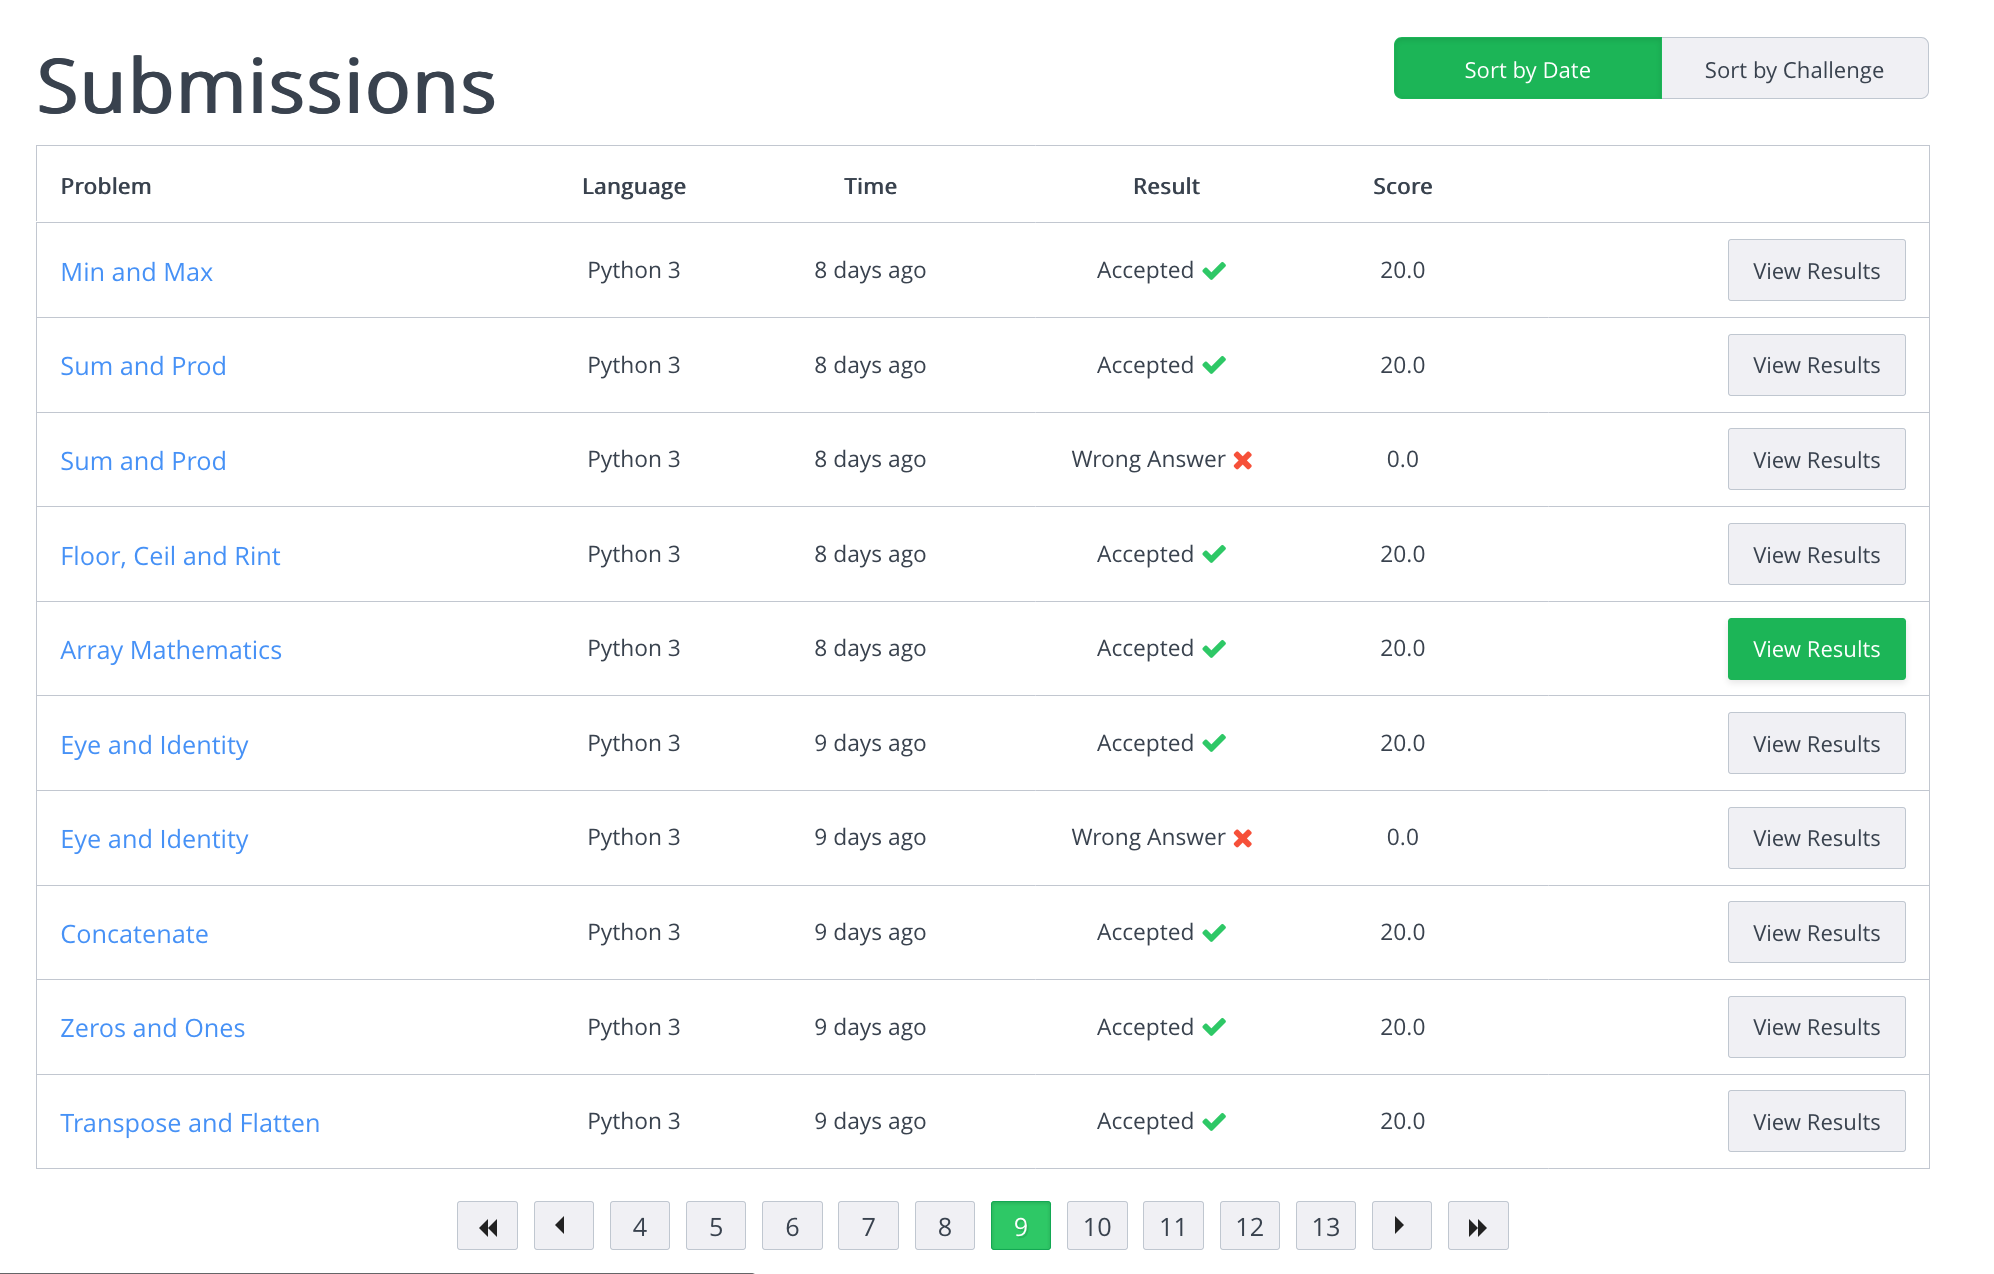 Submissions
Sort by Date Sort by Challenge
Problem Language Time Result Score
Min and Max Python 3 8 days ago Accepted 20.0 View Results
Sum and Prod Python 3 8 days ago Accepted 20.0 View Results
Sum and Prod Python 3 8 days ago Wrong Answer 0.0 View Results
Floor, Ceil and Rint Python 3 8 days ago Accepted 20.0 View Results
Array Mathematics Python 3 8 days ago Accepted 20.0 View Results
Eye and Identity Python 3 9 days ago Accepted 20.0 View Results
Eye and Identity Python 3 9 days ago Wrong Answer 0.0 View Results
Concatenate Python 3 9 days ago Accepted 20.0 View Results
Zeros and Ones Python 3 9 days ago Accepted 20.0 View Results
Transpose and Flatten Python 3 9 days ago Accepted 20.0 View Results
4 5 6 7 8 9 10 11 12 13